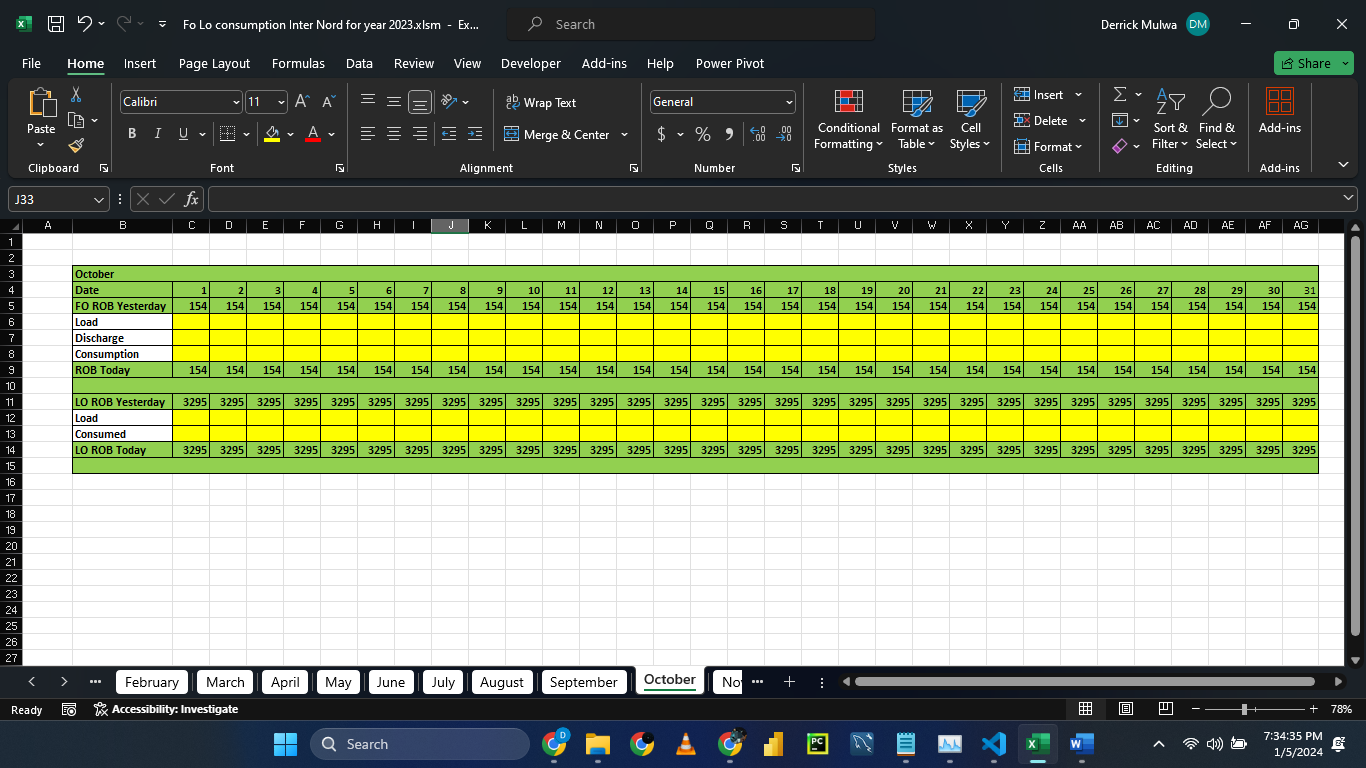 Fo Lo consumption Inter Nord for year 2023.xlsm - Ex... Search Derrick Mulwa DM
File Home Insert Page Layout Formulas Data Review View Developer Add-ins Help Power Pivot Share
Calibri 11 Wrap Text General Insert
Paste B I U Merge & Center $ % Conditional Formatting Format as Table Cell Styles Delete Format Sort & Filter Find & Select Add-ins
Clipboard Font Alignment Number Styles Cells Editing Add-ins
J33 fx
A B C D E F G H I J K L M N O P Q R S T U V W X Y Z AA AB AC AD AE AF AG
1
2
3 October
4 Date 1 2 3 4 5 6 7 8 9 10 11 12 13 14 15 16 17 18 19 20 21 22 23 24 25 26 27 28 29 30 31
5 FO ROB Yesterday 154 154 154 154 154 154 154 154 154 154 154 154 154 154 154 154 154 154 154 154 154 154 154 154 154 154 154 154 154 154 154
6 Load
7 Discharge
8 Consumption
9 ROB Today 154 154 154 154 154 154 154 154 154 154 154 154 154 154 154 154 154 154 154 154 154 154 154 154 154 154 154 154 154 154 154
10
11 LO ROB Yesterday 3295 3295 3295 3295 3295 3295 3295 3295 3295 3295 3295 3295 3295 3295 3295 3295 3295 3295 3295 3295 3295 3295 3295 3295 3295 3295 3295 3295 3295 3295 3295
12 Load
13 Consumed
14 LO ROB Today 3295 3295 3295 3295 3295 3295 3295 3295 3295 3295 3295 3295 3295 3295 3295 3295 3295 3295 3295 3295 3295 3295 3295 3295 3295 3295 3295 3295 3295 3295 3295
15
16
17
18
19
20
21
22
23
24
25
26
27
February March April May June July August September October No
Ready Accessibility: Investigate 78%
Search 7:34:35 PM
1/5/2024